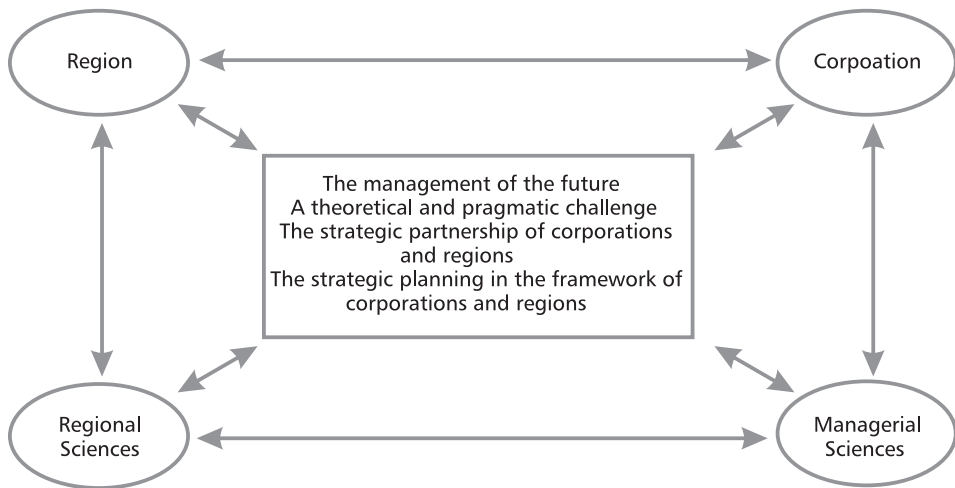 Region
Corpoation
The management of the future
A theoretical and pragmatic challenge
The strategic partnership of corporations
and regions
The strategic planning in the framework of
corporations and regions
Regional
Sciences
Managerial
Sciences